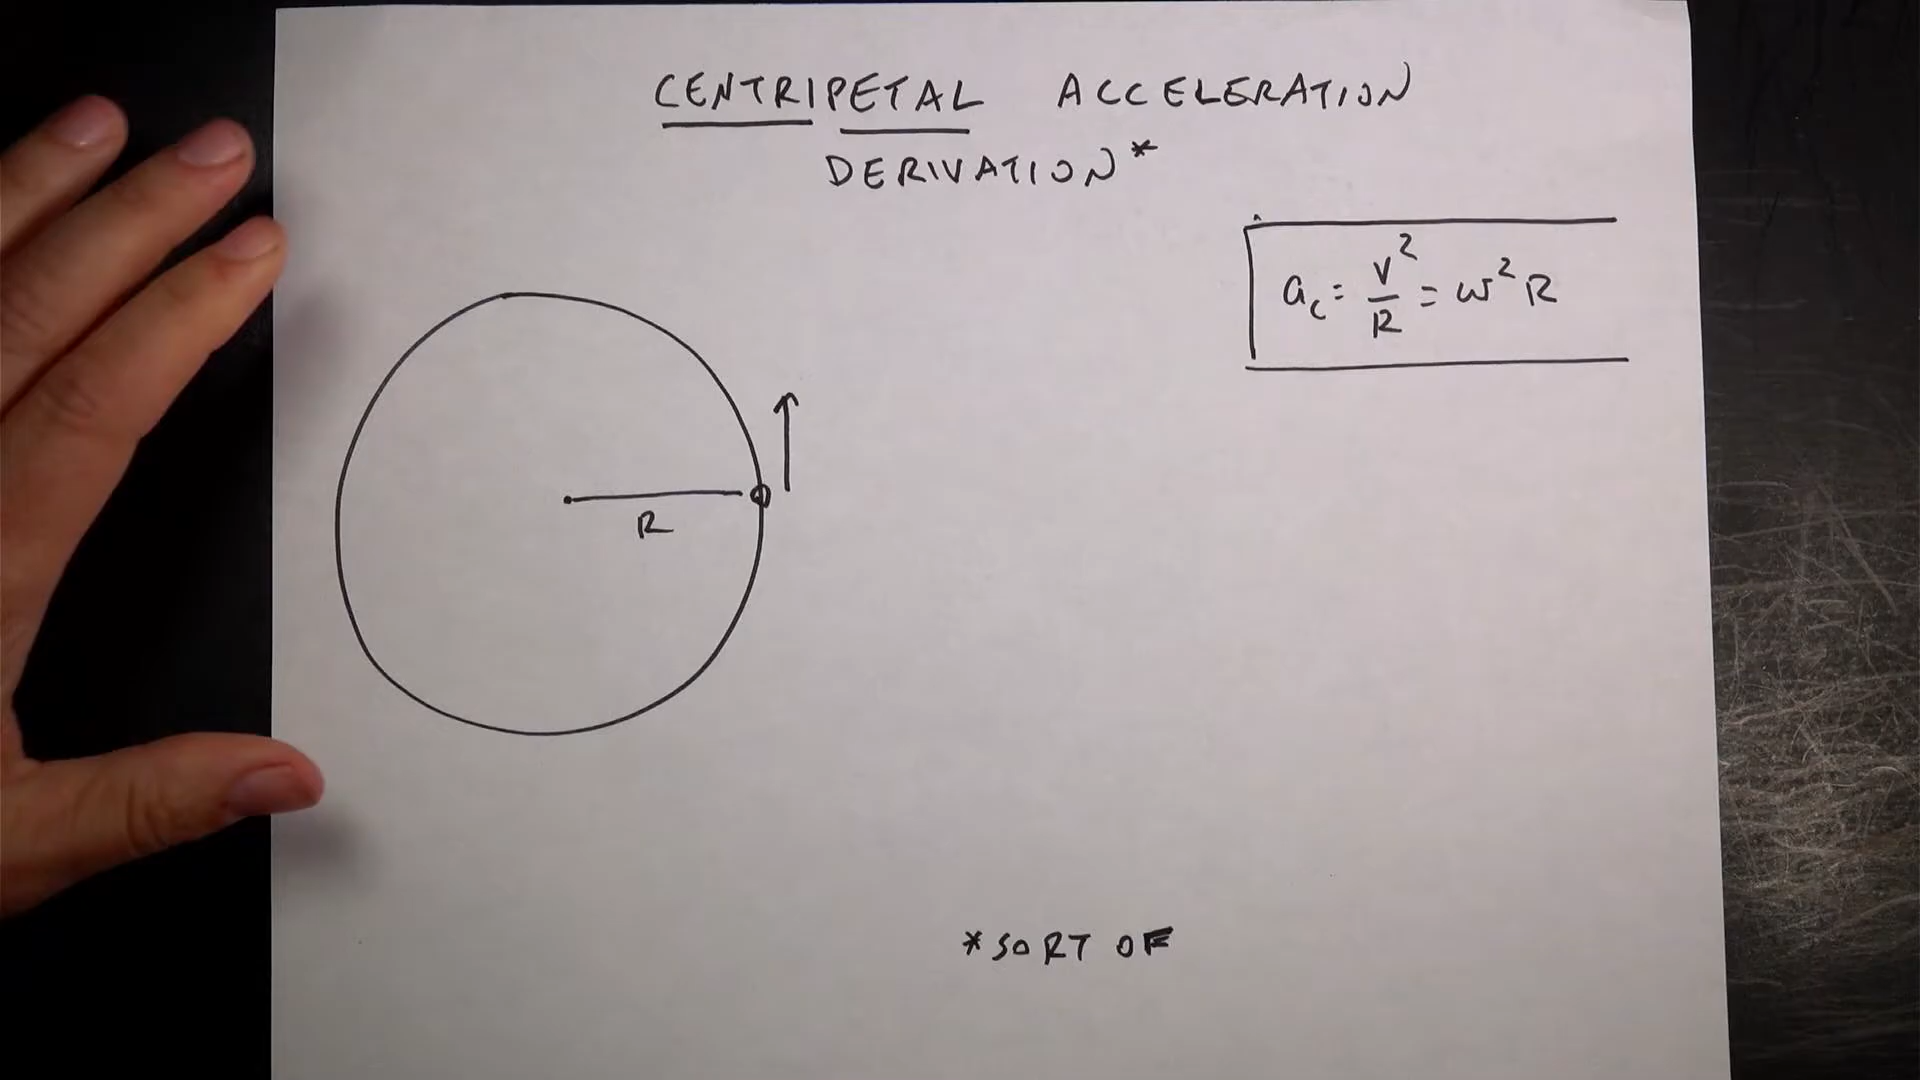 CENTRIPETAL ACCELERATION
DERIVATION*
a_c = v²/R = ω²R
R
*SORT OF